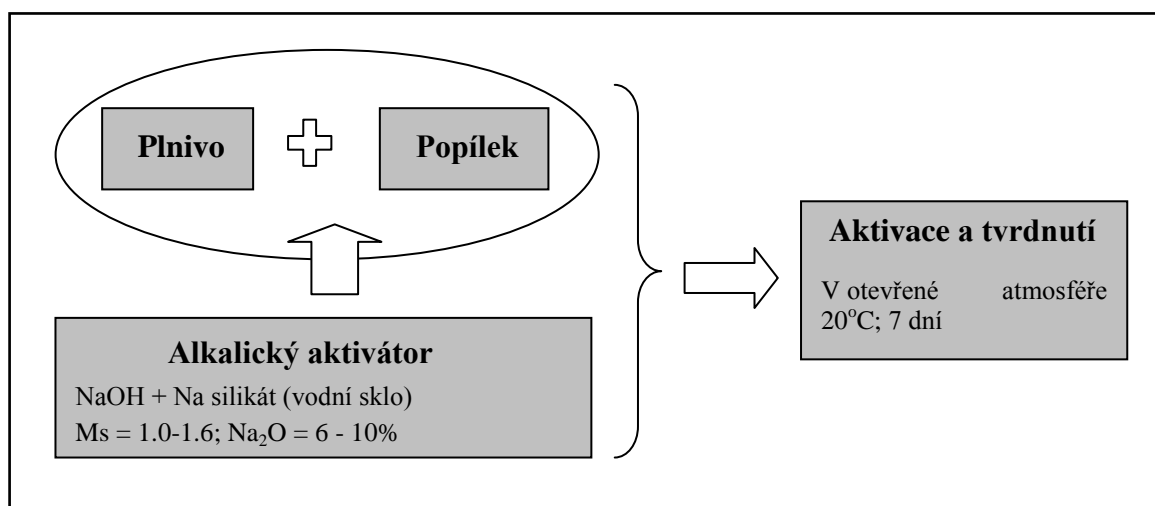 Plnivo
Popílek
Alkalický aktivátor
NaOH + Na silikát (vodní sklo)
Ms = 1.0-1.6; Na₂O = 6 - 10%
Aktivace a tvrdnutí
V otevřené atmosféře
20°C; 7 dní